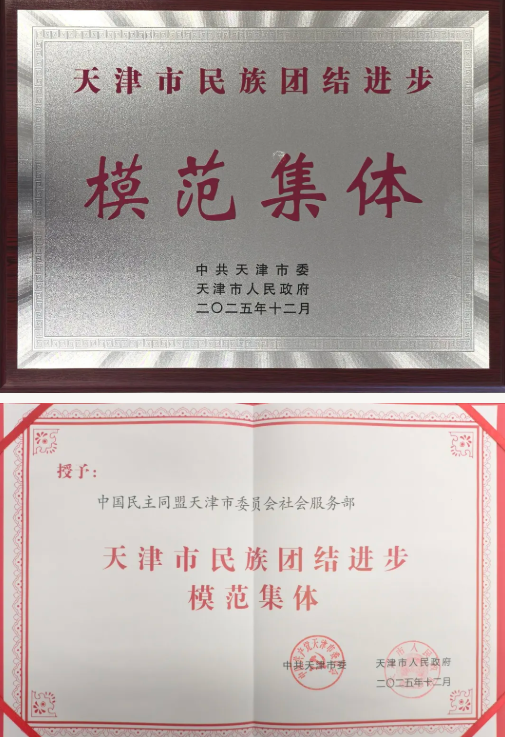 天津市民族团结进步
模范集体
中共天津市委
天津市人民政府
二〇二五年十二月
授予：
中国民主同盟天津市委员会社会服务部
天津市民族团结进步
模范集体
中共天津市委
天津市人民政府
二〇二五年十二月